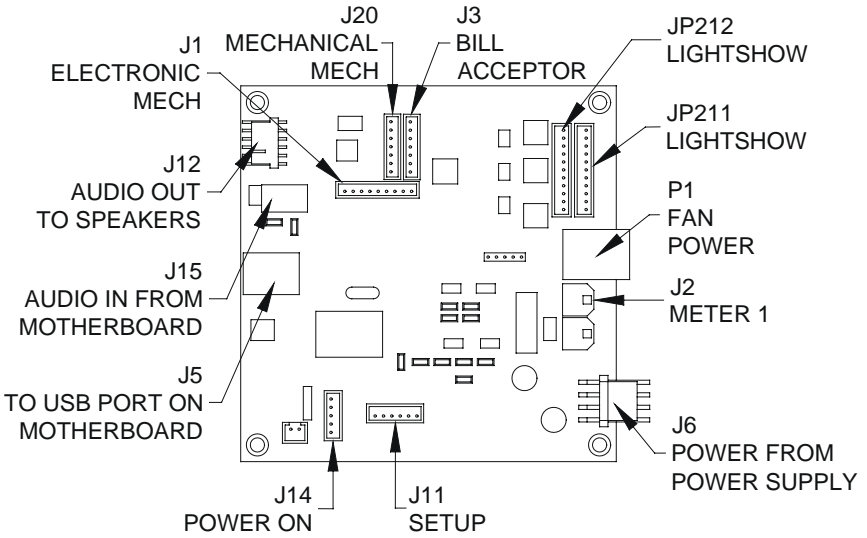 J20
MECHANICAL
MECH
J3
BILL
ACCEPTOR
JP212
LIGHTSHOW
J1
ELECTRONIC
MECH
JP211
LIGHTSHOW
J12
AUDIO OUT
TO SPEAKERS
P1
FAN
POWER
J15
AUDIO IN FROM
MOTHERBOARD
J2
METER 1
J5
TO USB PORT ON
MOTHERBOARD
J6
POWER FROM
POWER SUPPLY
J14
POWER ON
J11
SETUP